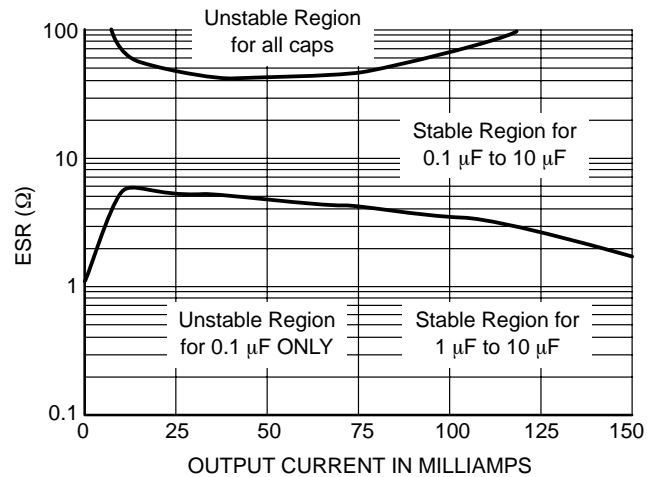 Unstable Region
for all caps
100
Stable Region for
0.1 μF to 10 μF
10
ESR (Ω)
1
Unstable Region
for 0.1 μF ONLY
Stable Region for
1 μF to 10 μF
0.1
0 25 50 75 100 125 150
OUTPUT CURRENT IN MILLIAMPS